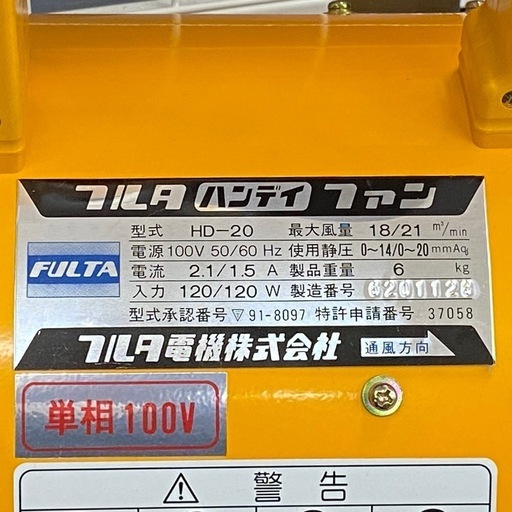 フルタ ハンディ ファン
型式 HD-20 最大風量 18/21 m³/min
電源 100V 50/60 Hz 使用静圧 0~14/0~20 mmAq
FULTA
電流 2.1/1.5 A 製品重量 6 kg
入力 120/120 W 製造番号 6201126
型式承認番号 ▽91-8097 特許申請番号 37058
フルタ電機株式会社 通風方向
単相100V
⚠ 警告